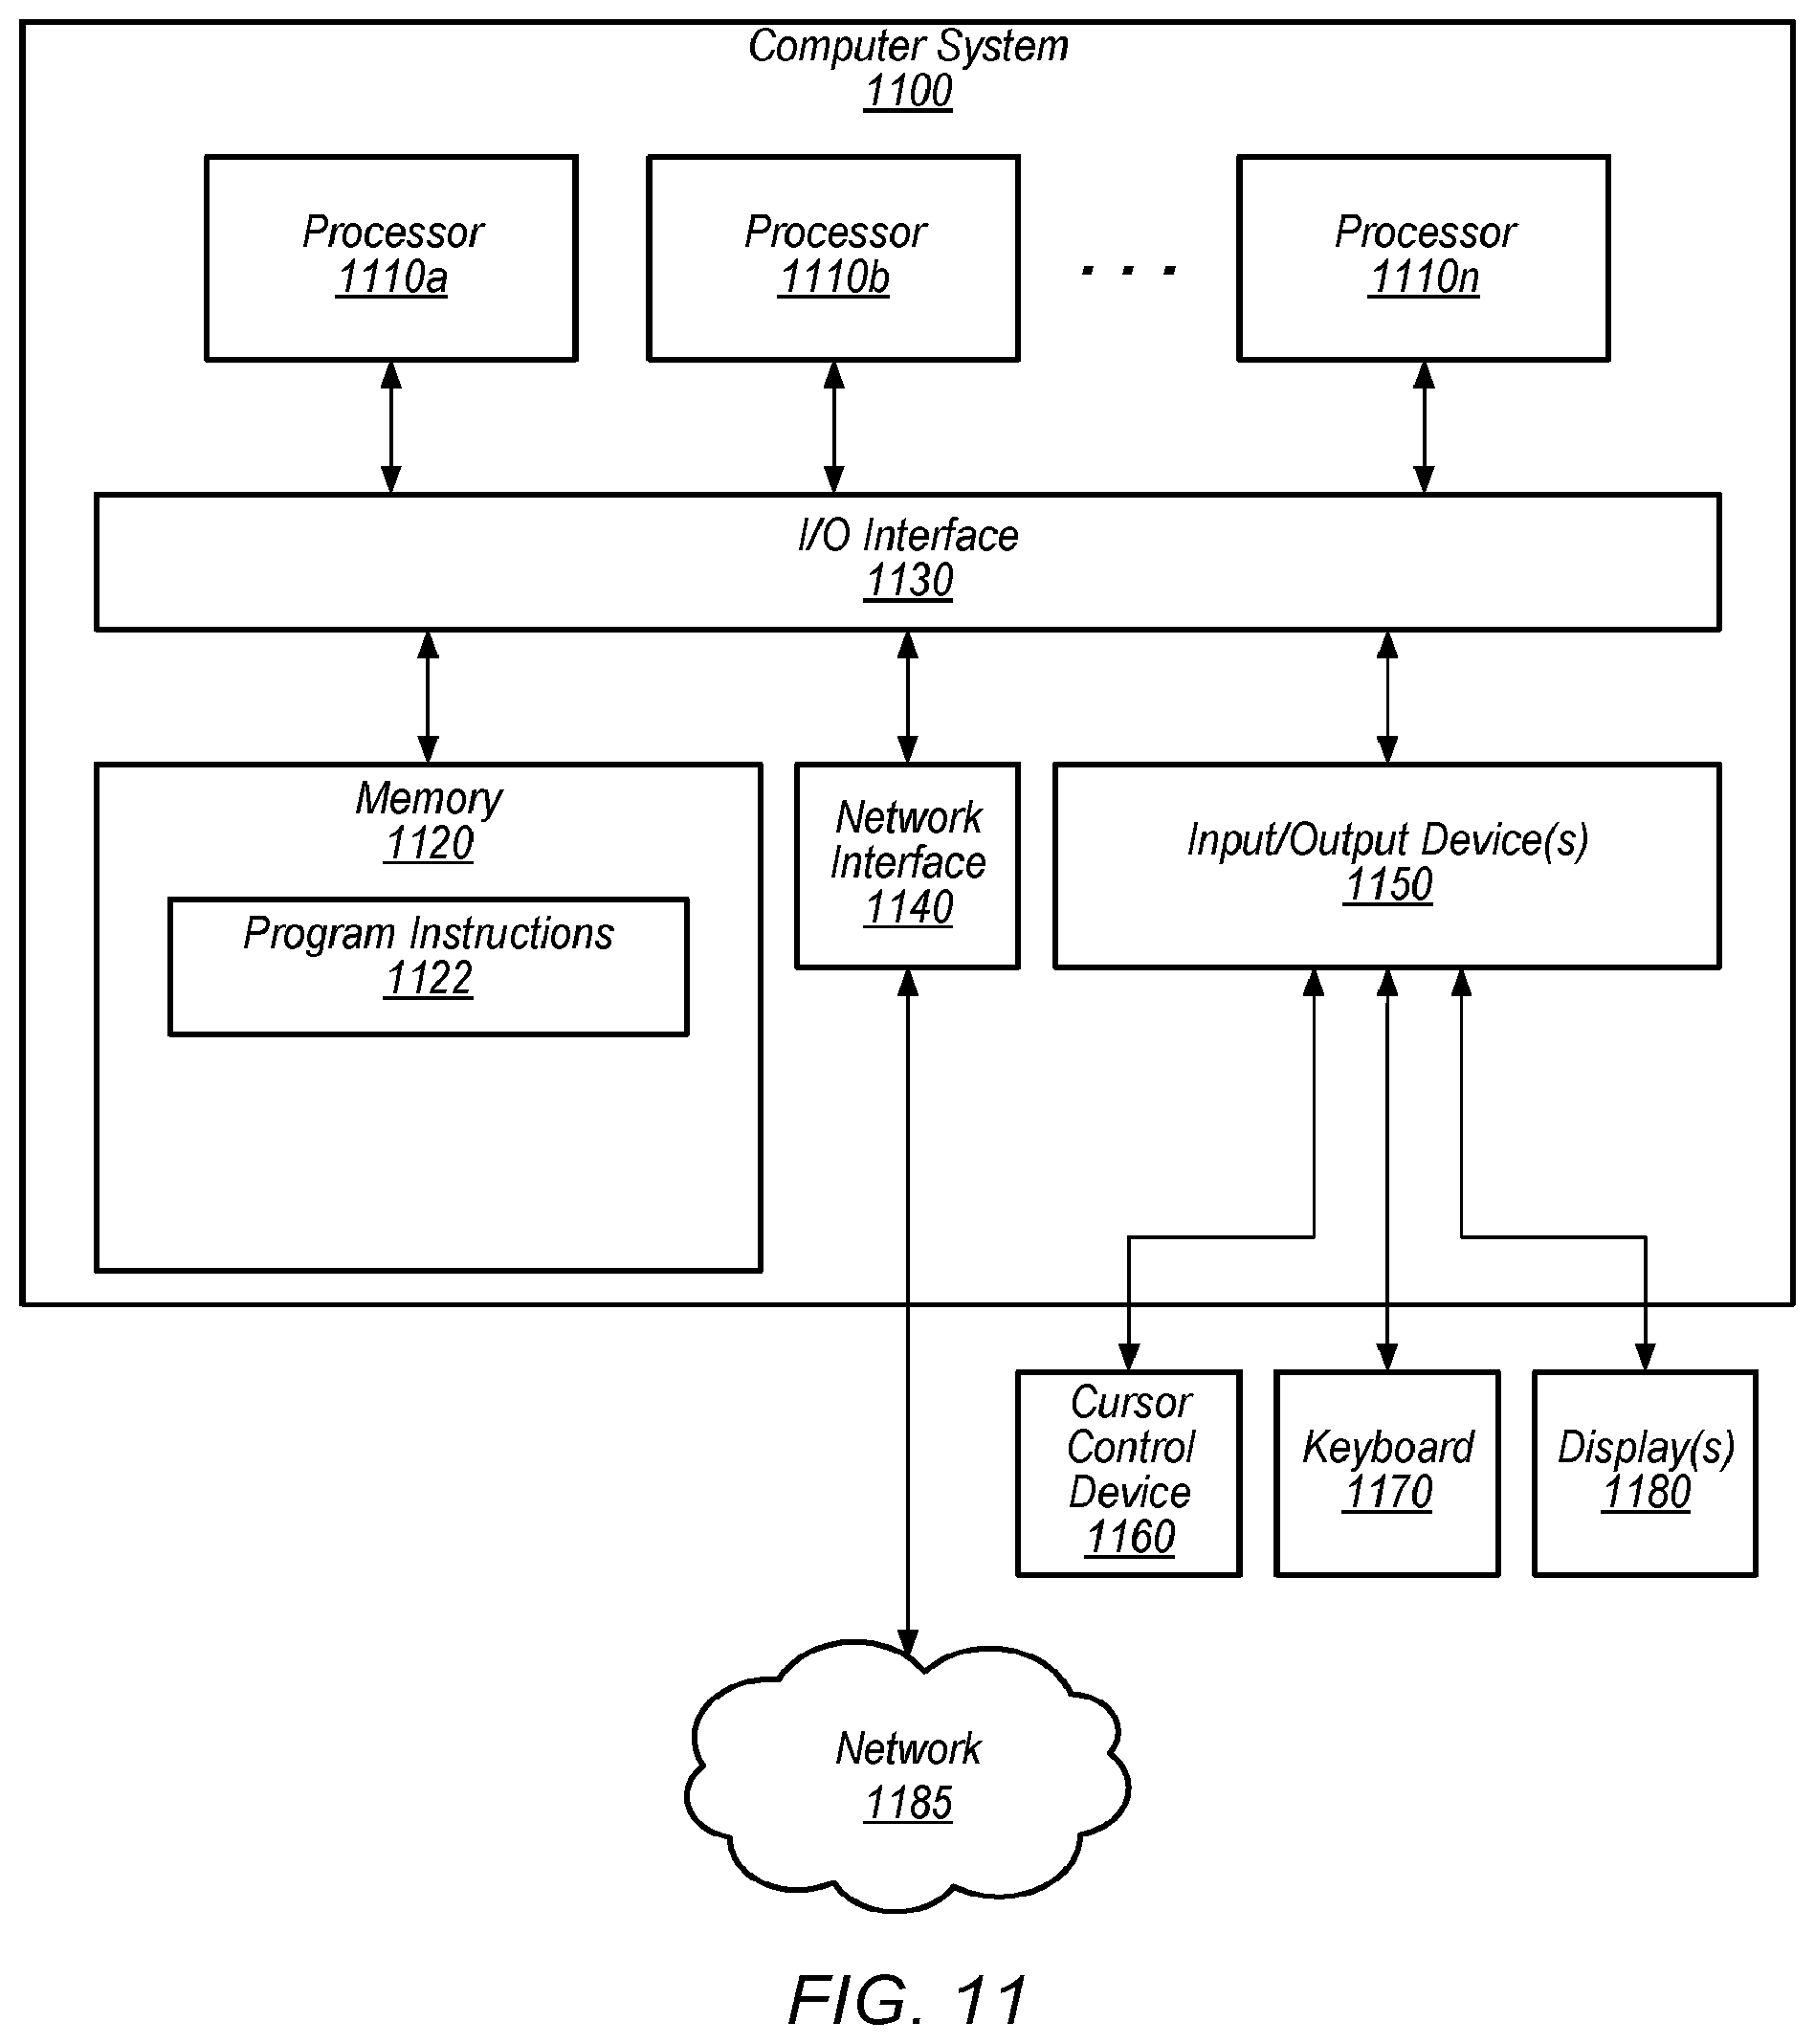 Computer System
1100
Processor
1110a
Processor
1110b
. . .
Processor
1110n
I/O Interface
1130
Memory
1120
Program Instructions
1122
Network
Interface
1140
Input/Output Device(s)
1150
Cursor
Control
Device
1160
Keyboard
1170
Display(s)
1180
Network
1185
FIG. 11